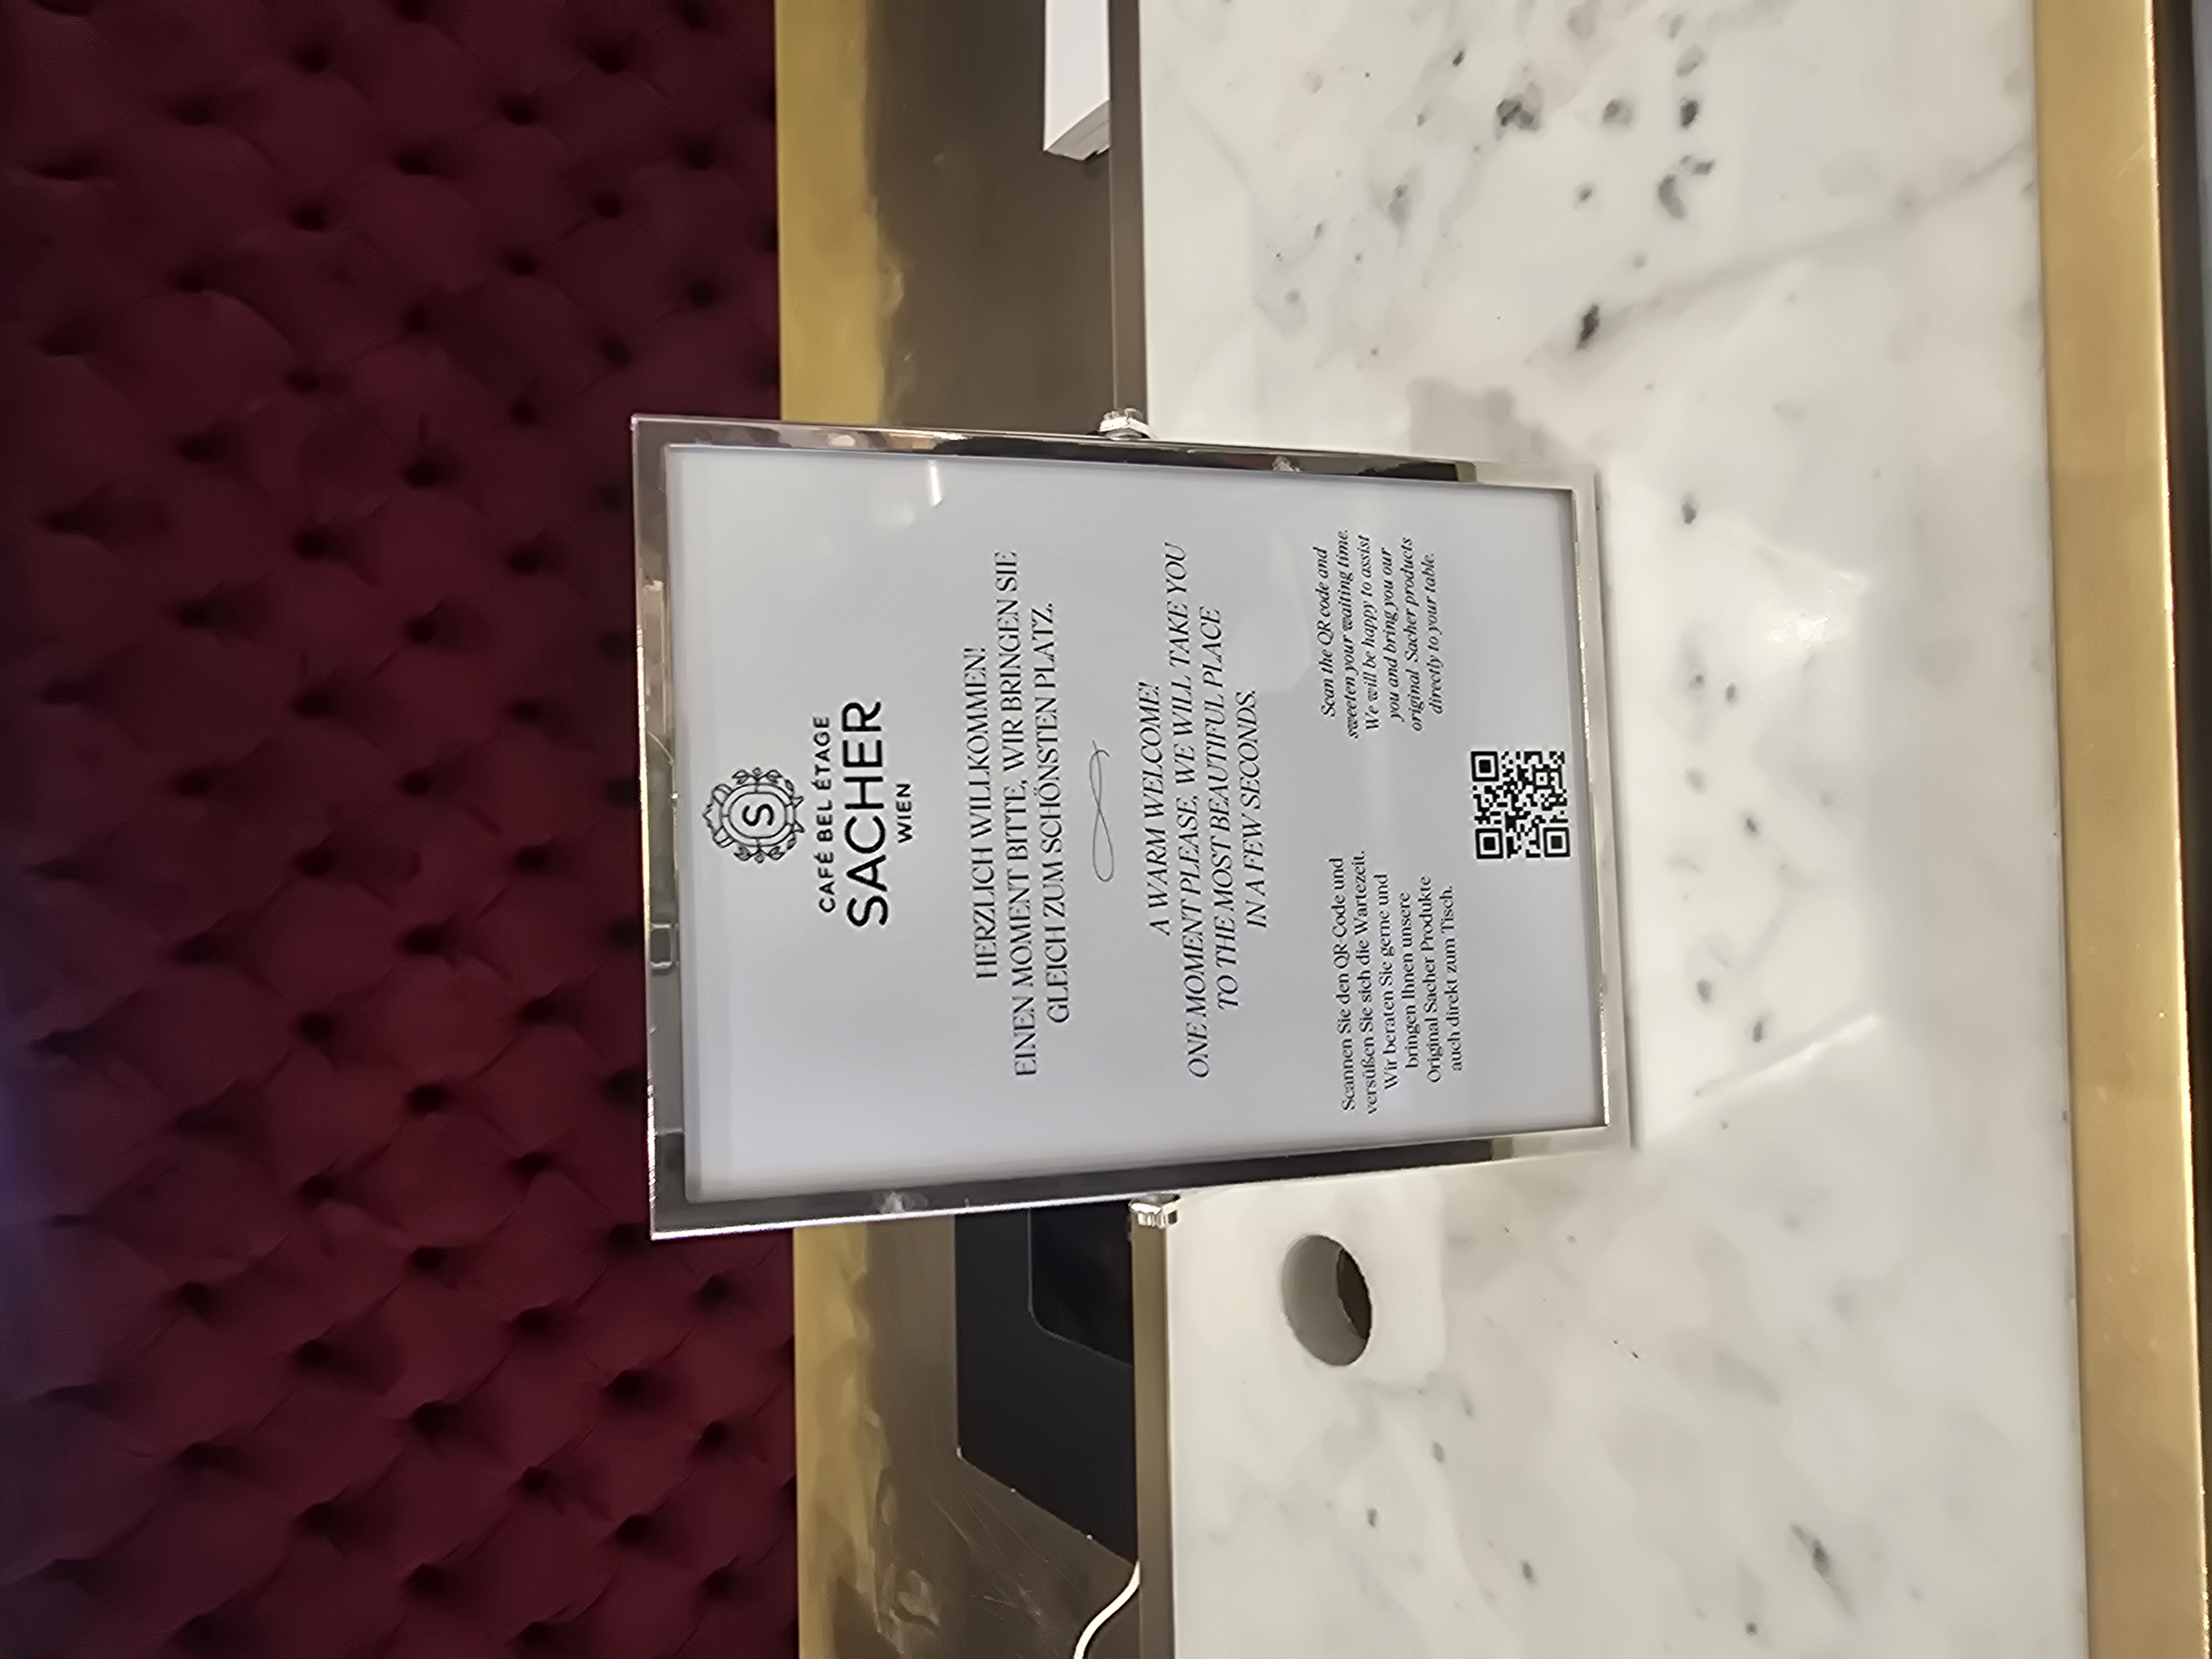 S
CAFÉ BEL ÉTAGE
SACHER
WIEN
HERZLICH WILLKOMMEN!
EINEN MOMENT BITTE, WIR BRINGEN SIE
GLEICH ZUM SCHÖNSTEN PLATZ.
A WARM WELCOME!
ONE MOMENT PLEASE, WE WILL TAKE YOU
TO THE MOST BEAUTIFUL PLACE
IN A FEW SECONDS.
Scannen Sie den QR-Code und
versüßen Sie sich die Wartezeit.
Wir beraten Sie gerne und
bringen Ihnen unsere
Original Sacher Produkte
auch direkt zum Tisch.
Scan the QR code and
sweeten your waiting time.
We will be happy to assist
you and bring you our
original Sacher products
directly to your table.